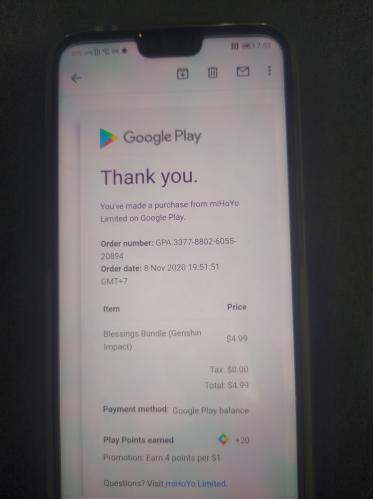 7:52
Google Play
Thank you.
You've made a purchase from miHoYo
Limited on Google Play.
Order number: GPA.3377-8802-6055-
20894
Order date: 8 Nov 2020 19:51:51
GMT+7
Item Price
Blessings Bundle (Genshin
Impact) $4.99
Tax: $0.00
Total: $4.99
Payment method: Google Play balance
Play Points earned +20
Promotion: Earn 4 points per $1
Questions? Visit miHoYo Limited.